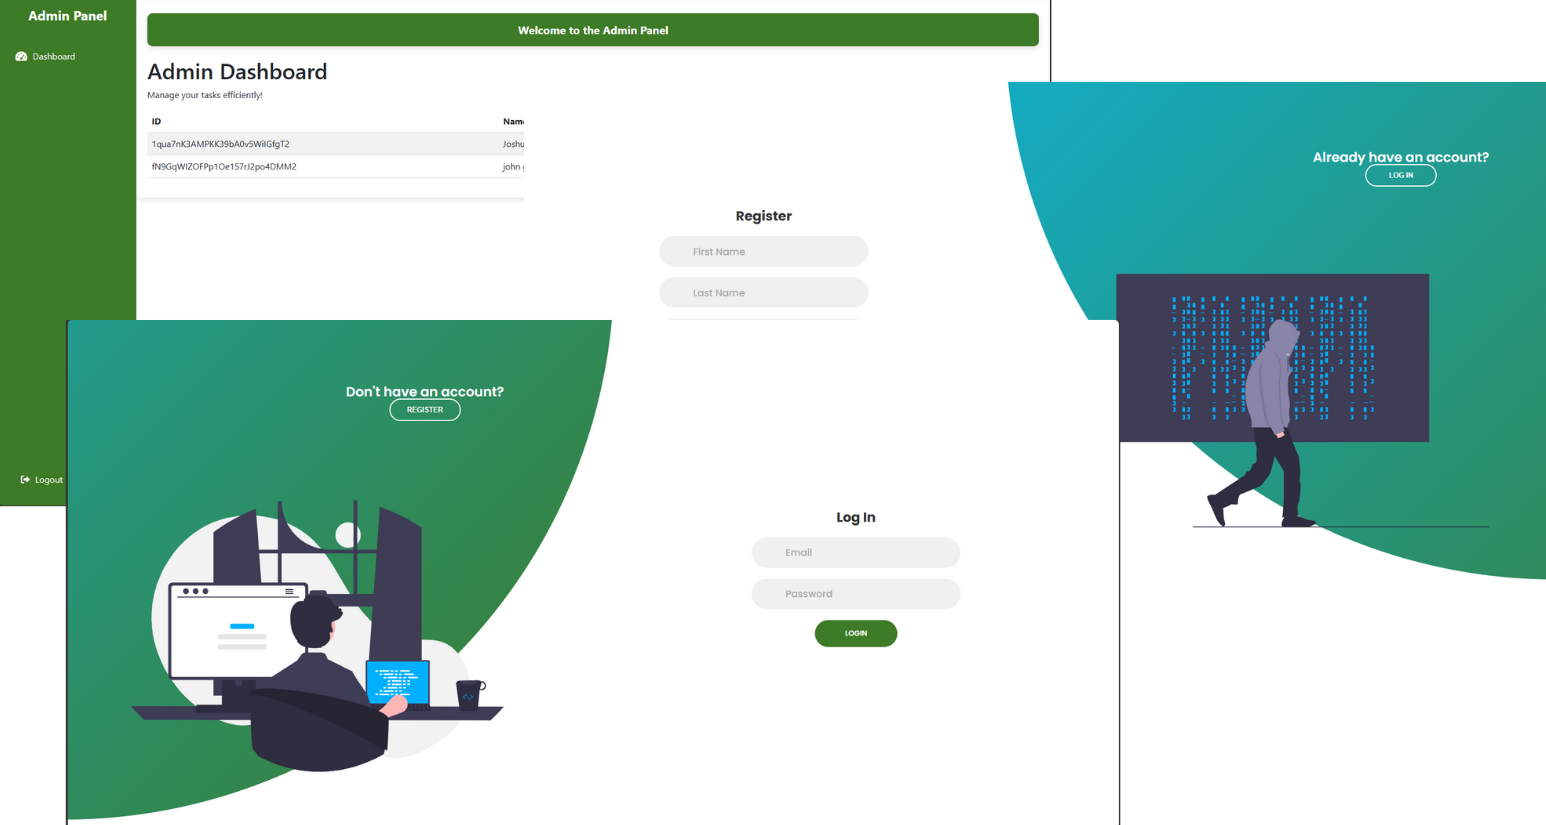 Admin Panel
Dashboard
Logout
Welcome to the Admin Panel
Admin Dashboard
Manage your tasks efficiently!
ID
1qua7nK3AMPKK39bA0v5WilGfgT2
fN9GqWIZOFPp1Oe157rJ2po4DMM2
john
Register
First Name
Last Name
Already have an account?
LOG IN
Don't have an account?
REGISTER
Log In
Email
Password
LOGIN